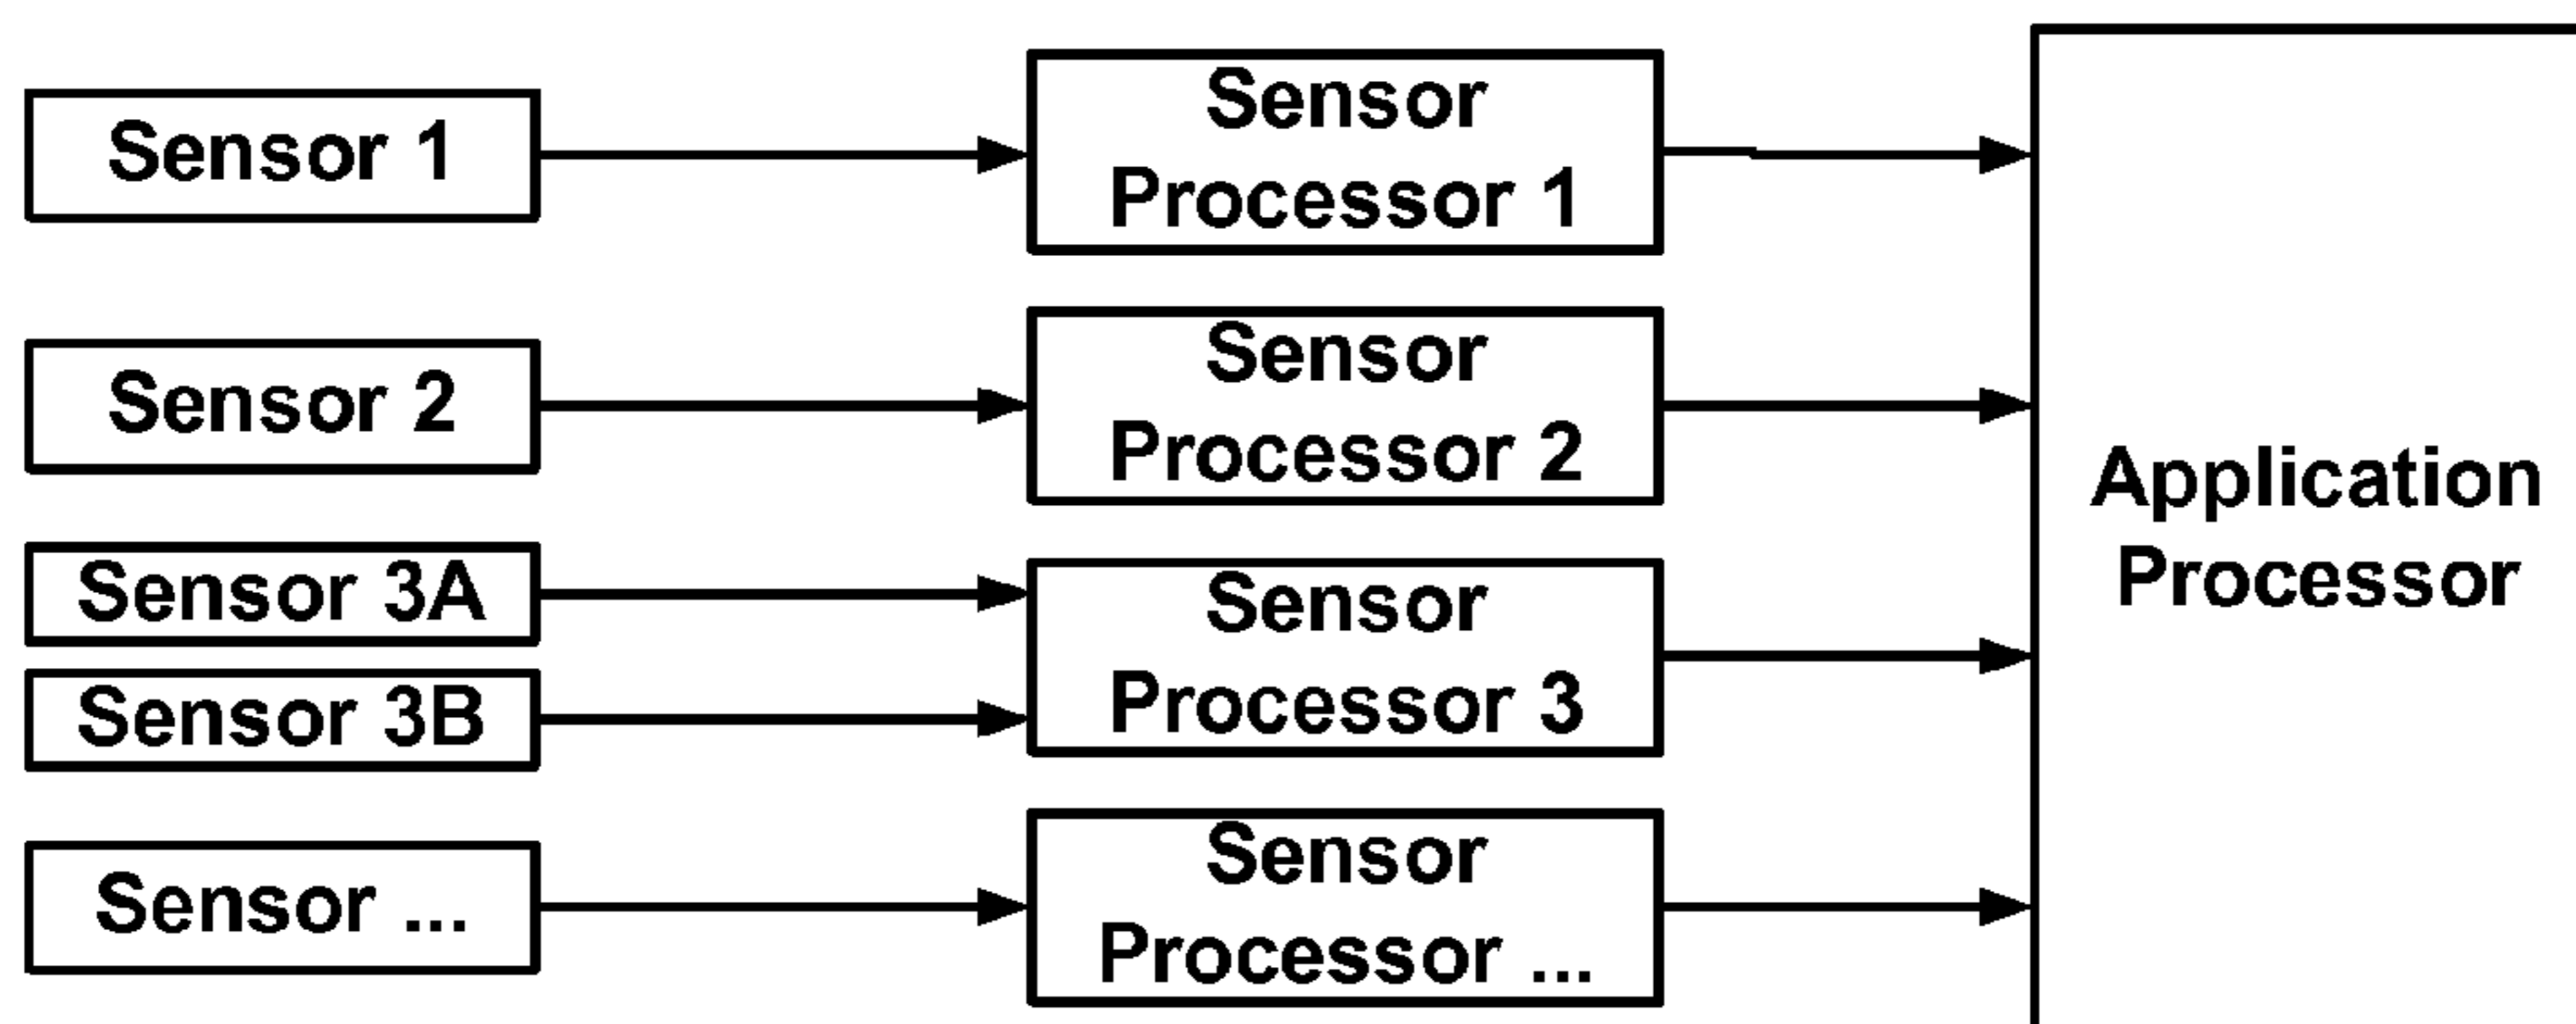 Sensor 1
Sensor
Processor 1
Sensor 2
Sensor
Processor 2
Sensor 3A
Sensor 3B
Sensor
Processor 3
Sensor ...
Sensor
Processor ...
Application
Processor